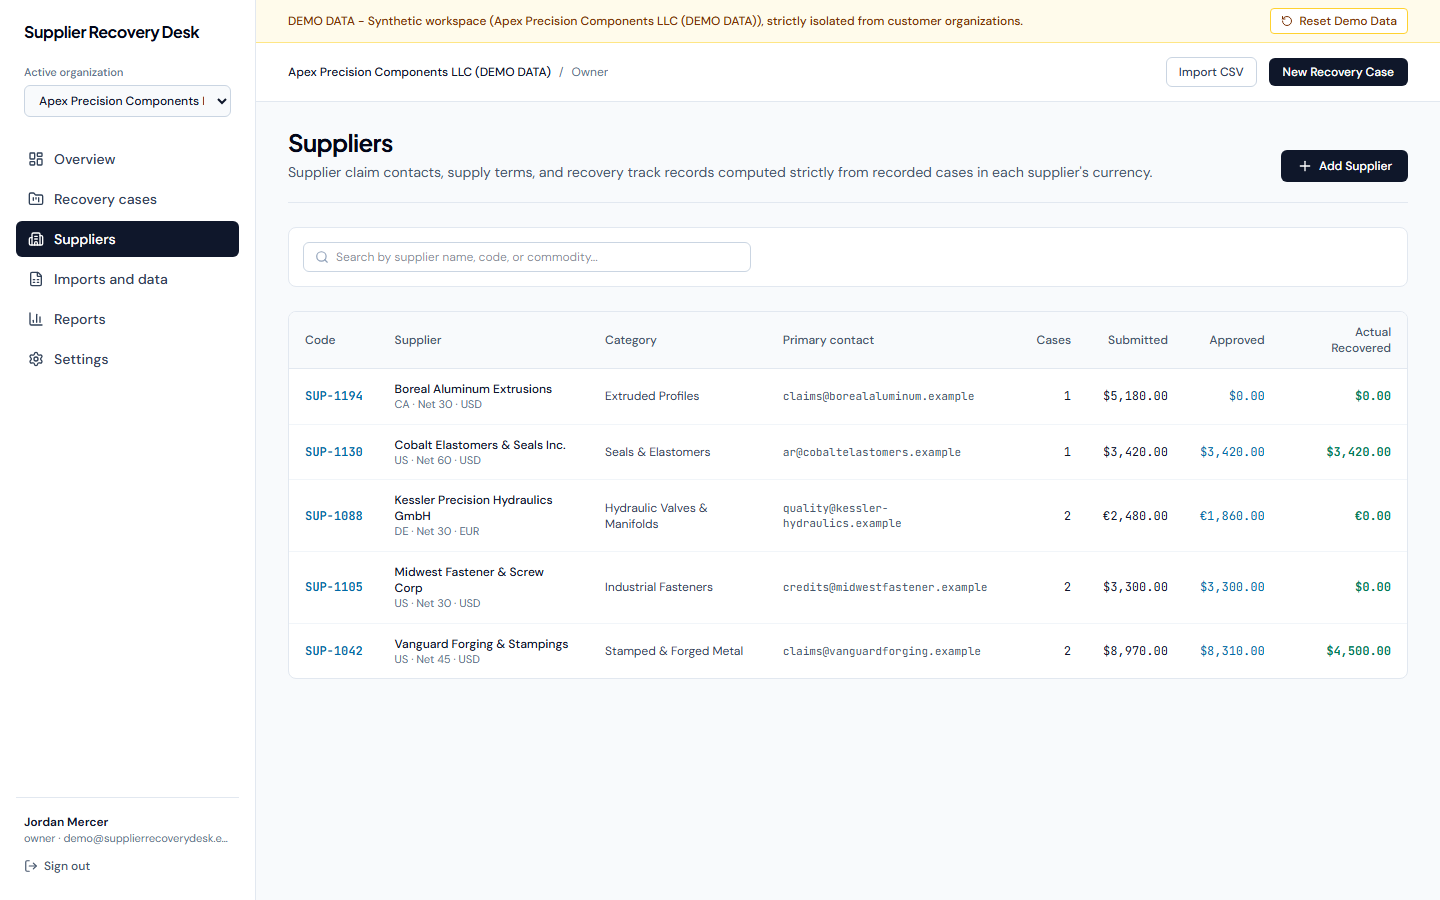 Supplier Recovery Desk
Active organization
Apex Precision Components
Overview
Recovery cases
Suppliers
Imports and data
Reports
Settings
Jordan Mercer
owner · demo@supplierrecoverydesk.e...
Sign out
DEMO DATA – Synthetic workspace (Apex Precision Components LLC (DEMO DATA)), strictly isolated from customer organizations.
Reset Demo Data
Apex Precision Components LLC (DEMO DATA) / Owner
Import CSV
New Recovery Case
Suppliers
Supplier claim contacts, supply terms, and recovery track records computed strictly from recorded cases in each supplier's currency.
Add Supplier
Search by supplier name, code, or commodity...
Code Supplier Category Primary contact Cases Submitted Approved Actual
Recovered
SUP-1194 Boreal Aluminum Extrusions Extruded Profiles claims@borealaluminum.example 1 $5,180.00 $0.00 $0.00
CA · Net 30 · USD
SUP-1130 Cobalt Elastomers & Seals Inc. Seals & Elastomers ar@cobaltelastomers.example 1 $3,420.00 $3,420.00 $3,420.00
US · Net 60 · USD
SUP-1088 Kessler Precision Hydraulics Hydraulic Valves & quality@kessler- 2 €2,480.00 €1,860.00 €0.00
GmbH Manifolds hydraulics.example
DE · Net 30 · EUR
SUP-1105 Midwest Fastener & Screw Industrial Fasteners credits@midwestfastener.example 2 $3,300.00 $3,300.00 $0.00
Corp
US · Net 30 · USD
SUP-1042 Vanguard Forging & Stampings Stamped & Forged Metal claims@vanguardforging.example 2 $8,970.00 $8,310.00 $4,500.00
US · Net 45 · USD